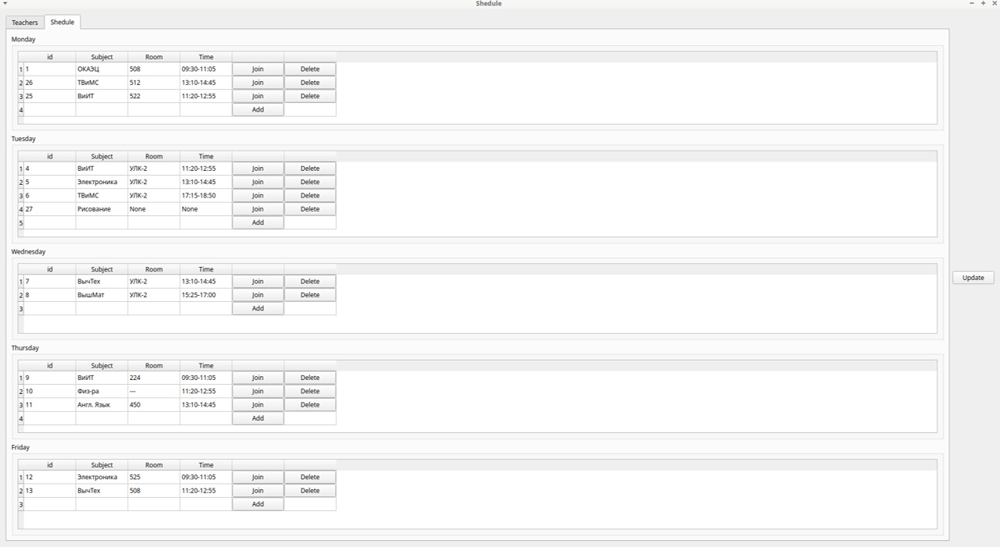 Shedule
Teachers Shedule
Monday
id Subject Room Time
1 1 ОКАЭЦ 508 09:30-11:05 Join Delete
2 26 ТВиМС 512 13:10-14:45 Join Delete
3 25 ВиИТ 522 11:20-12:55 Join Delete
4 Add
Tuesday
id Subject Room Time
1 4 ВиИТ УЛК-2 11:20-12:55 Join Delete
2 5 Электроника УЛК-2 13:10-14:45 Join Delete
3 6 ТВиМС УЛК-2 17:15-18:50 Join Delete
4 27 Рисование None None Join Delete
5 Add
Wednesday
id Subject Room Time
1 7 ВычТех УЛК-2 13:10-14:45 Join Delete
2 8 ВышМат УЛК-2 15:25-17:00 Join Delete
3 Add
Update
Thursday
id Subject Room Time
1 9 ВиИТ 224 09:30-11:05 Join Delete
2 10 Физ-ра --- 11:20-12:55 Join Delete
3 11 Англ. Язык 450 13:10-14:45 Join Delete
4 Add
Friday
id Subject Room Time
1 12 Электроника 525 09:30-11:05 Join Delete
2 13 ВычТех 508 11:20-12:55 Join Delete
3 Add